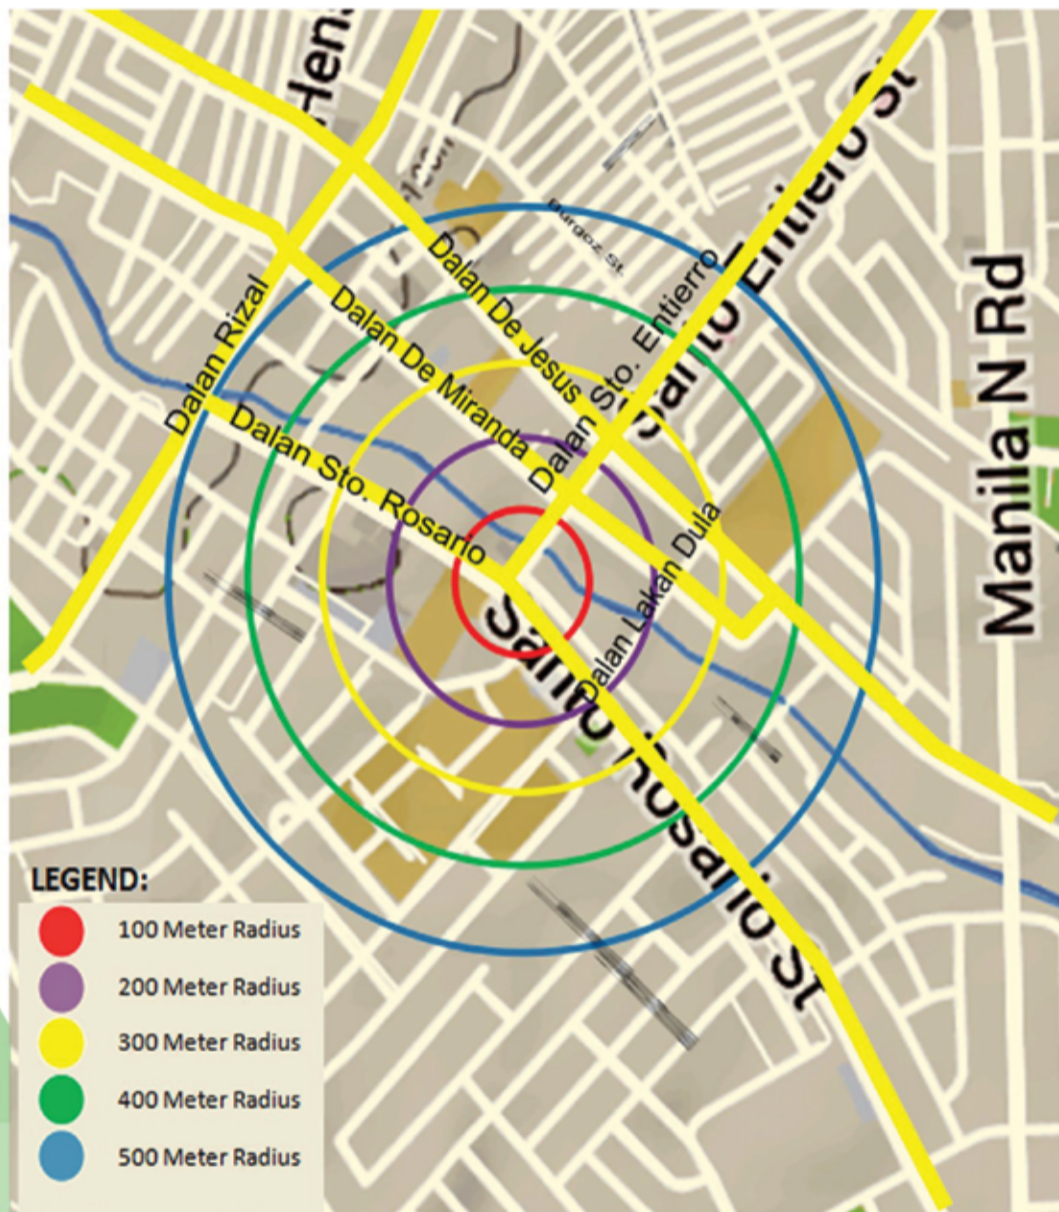 Hen
Burgoz St.
Santo Entiero St
Dalan De Jesus
Dalan Sto. Entierro
Dalan Rizal
Dalan De Miranda
Manila N Rd
Dalan Sto. Rosario
Dalan Lakan Dula
Santo Rosario St
LEGEND:
100 Meter Radius
200 Meter Radius
300 Meter Radius
400 Meter Radius
500 Meter Radius